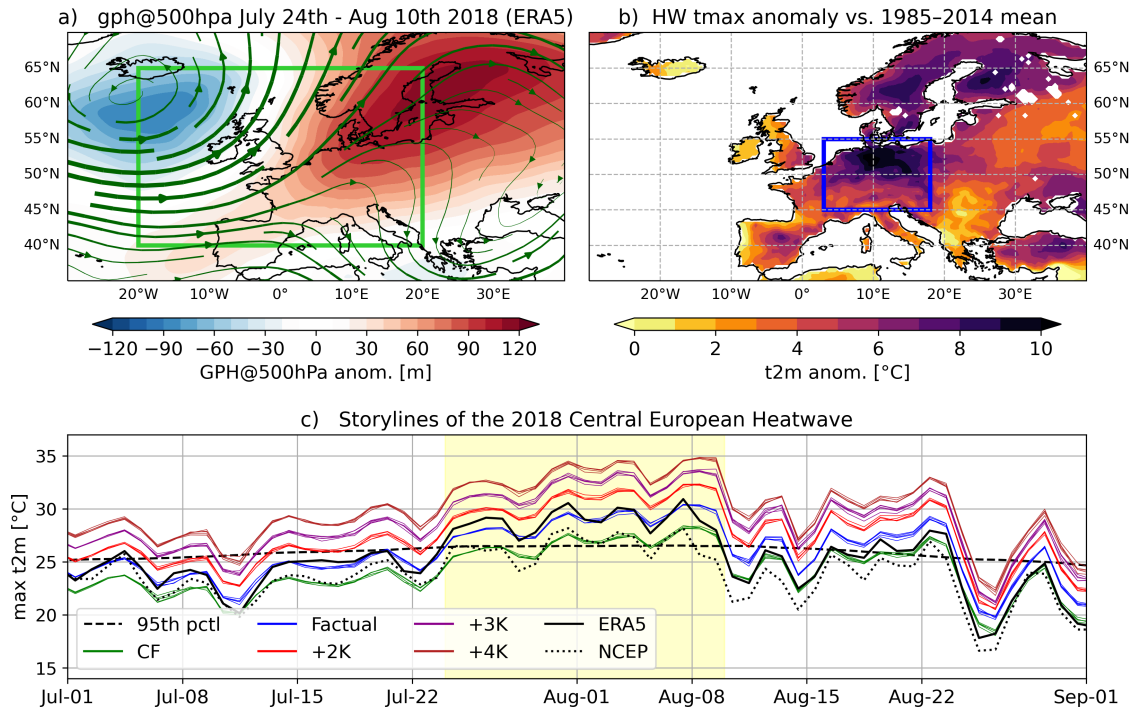 a) gph@500hpa July 24th - Aug 10th 2018 (ERA5)
b) HW tmax anomaly vs. 1985–2014 mean
65°N
60°N
55°N
50°N
45°N
40°N
20°W 10°W 0° 10°E 20°E 30°E
65°N
60°N
55°N
50°N
45°N
40°N
20°W 10°W 0° 10°E 20°E 30°E
−120 −90 −60 −30 0 30 60 90 120
GPH@500hPa anom. [m]
0 2 4 6 8 10
t2m anom. [°C]
c) Storylines of the 2018 Central European Heatwave
max t2m [°C]
35
30
25
20
15
95th pctl Factual +3K ERA5
CF +2K +4K NCEP
Jul-01 Jul-08 Jul-15 Jul-22 Aug-01 Aug-08 Aug-15 Aug-22 Sep-01